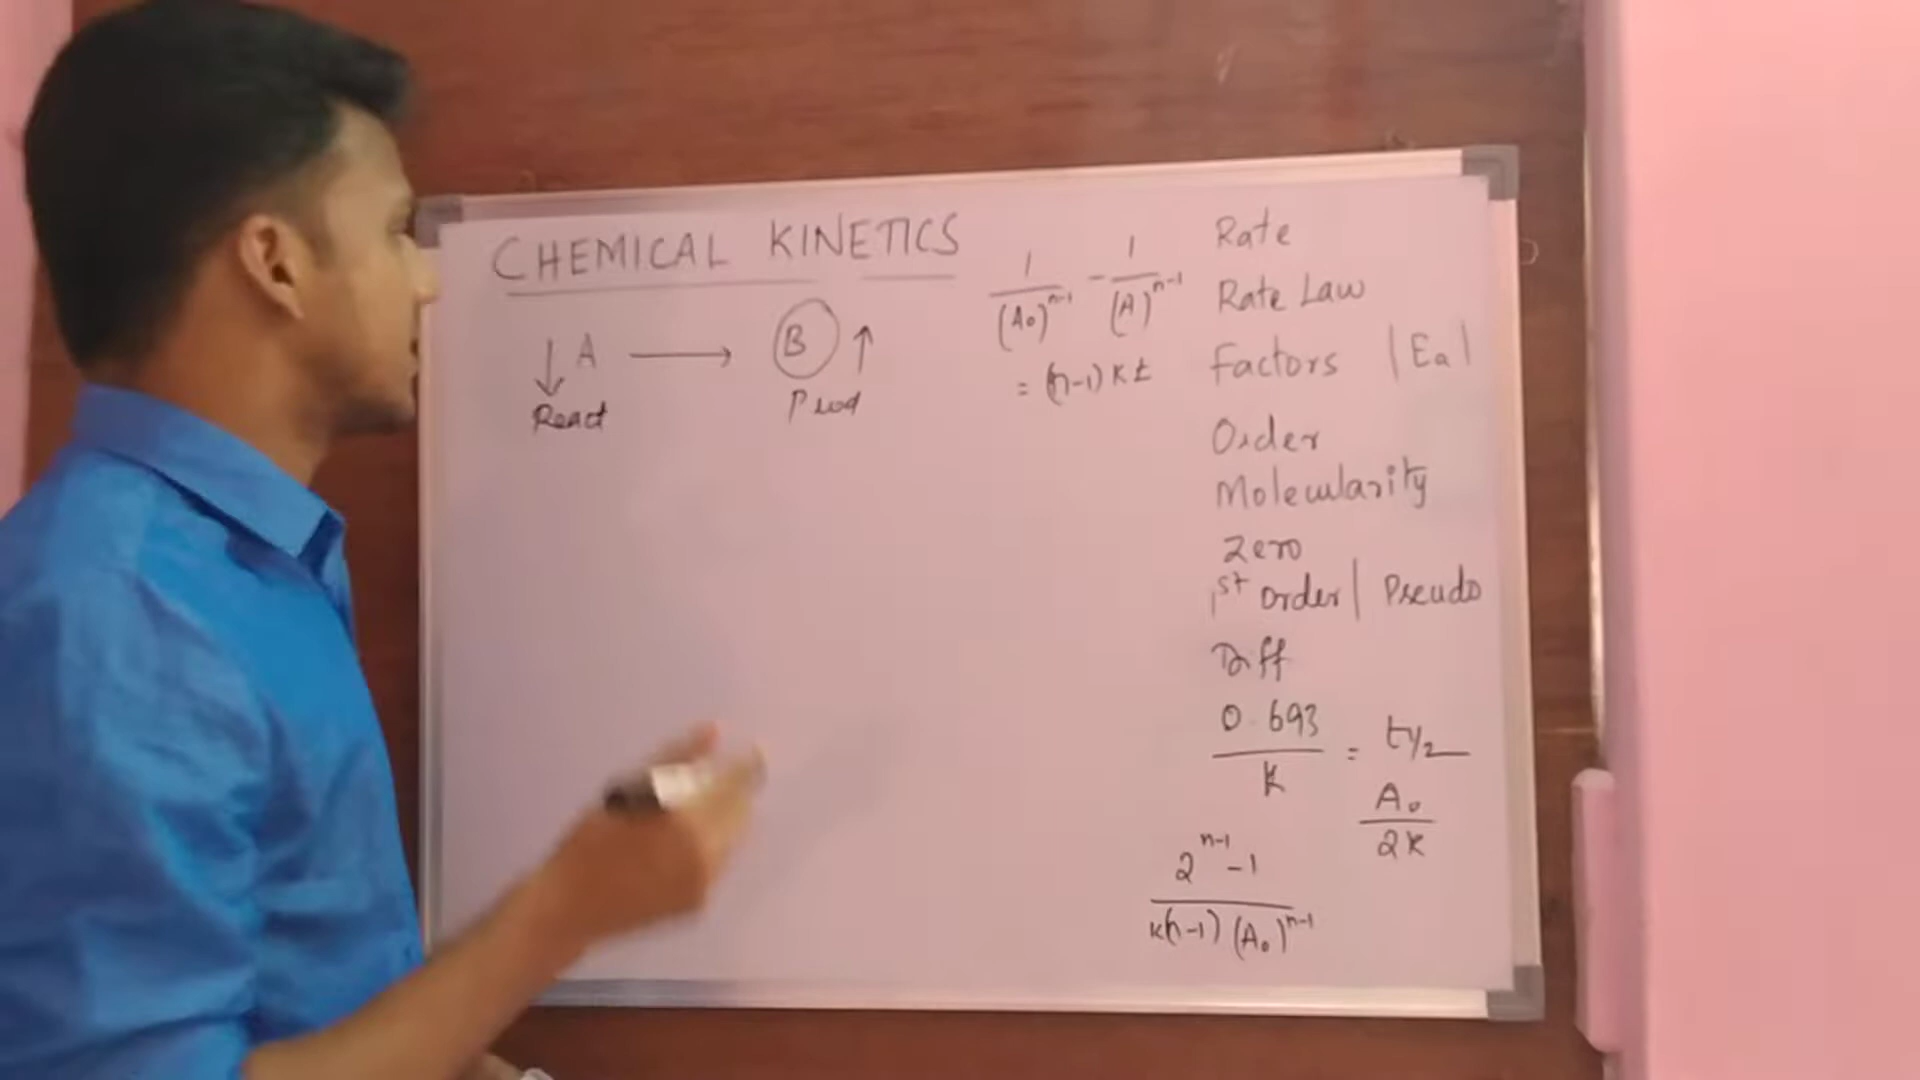 CHEMICAL KINETICS
↓ A ⟶ B ↑
React Prod
1/(A₀)ⁿ⁻¹ - 1/(A)ⁿ⁻¹
= (n-1) K t
Rate
Rate Law
Factors |Ea|
Order
Molecularity
Zero
1st order | Pseudo
Diff
0.693/K = t1/2
A₀/2K
2ⁿ⁻¹ - 1/K(n-1) (A₀)ⁿ⁻¹